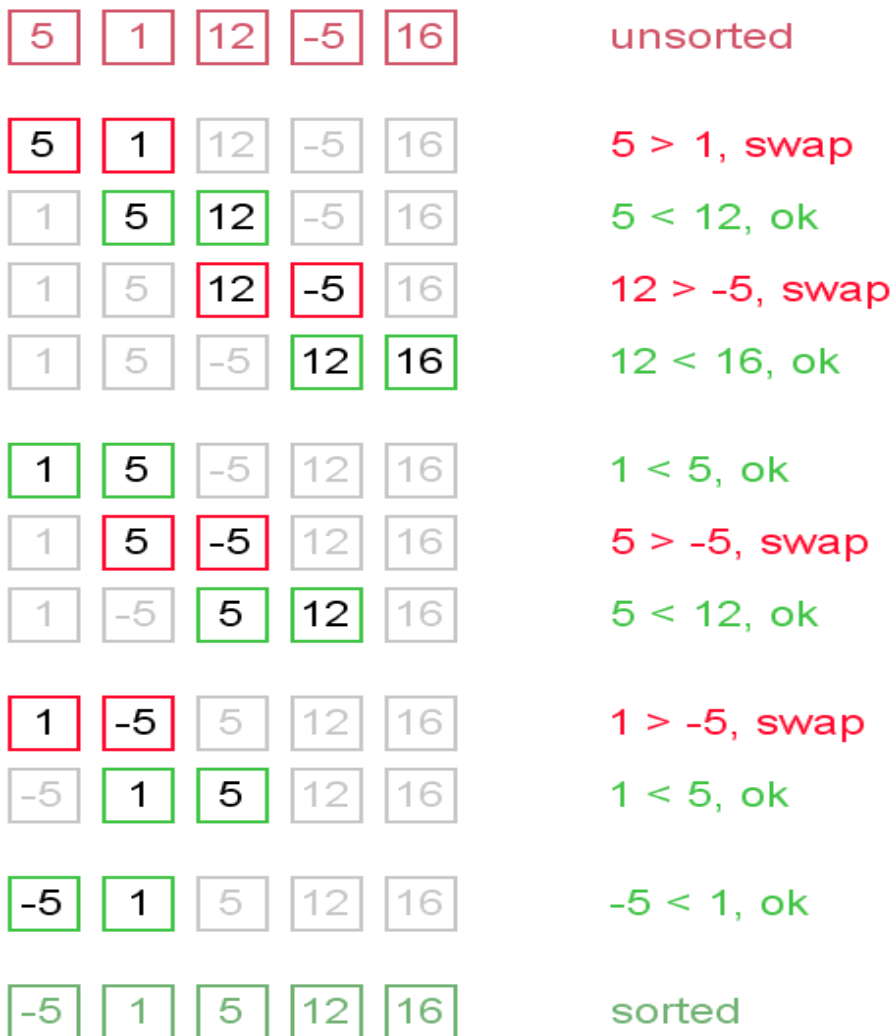 5 1 12 -5 16 unsorted
5 1 12 -5 16 5 > 1, swap
1 5 12 -5 16 5 < 12, ok
1 5 12 -5 16 12 > -5, swap
1 5 -5 12 16 12 < 16, ok
1 5 -5 12 16 1 < 5, ok
1 5 -5 12 16 5 > -5, swap
1 -5 5 12 16 5 < 12, ok
1 -5 5 12 16 1 > -5, swap
-5 1 5 12 16 1 < 5, ok
-5 1 5 12 16 -5 < 1, ok
-5 1 5 12 16 sorted